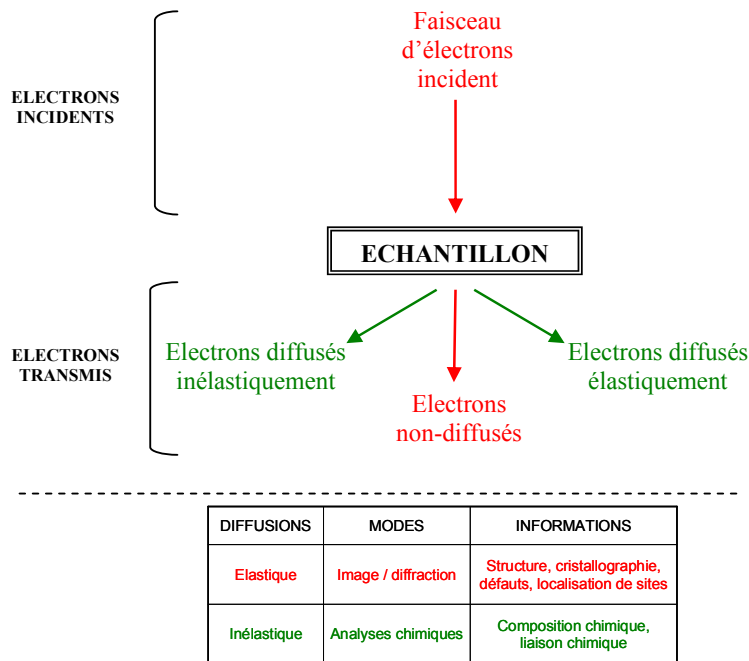 Faisceau
d'électrons
incident
ELECTRONS
INCIDENTS
ECHANTILLON
ELECTRONS
TRANSMIS
Electrons diffusés
inélastiquement
Electrons
non-diffusés
Electrons diffusés
élastiquement
DIFFUSIONS MODES INFORMATIONS
Elastique Image / diffraction Structure, cristallographie,
défauts, localisation de sites
Inélastique Analyses chimiques Composition chimique,
liaison chimique